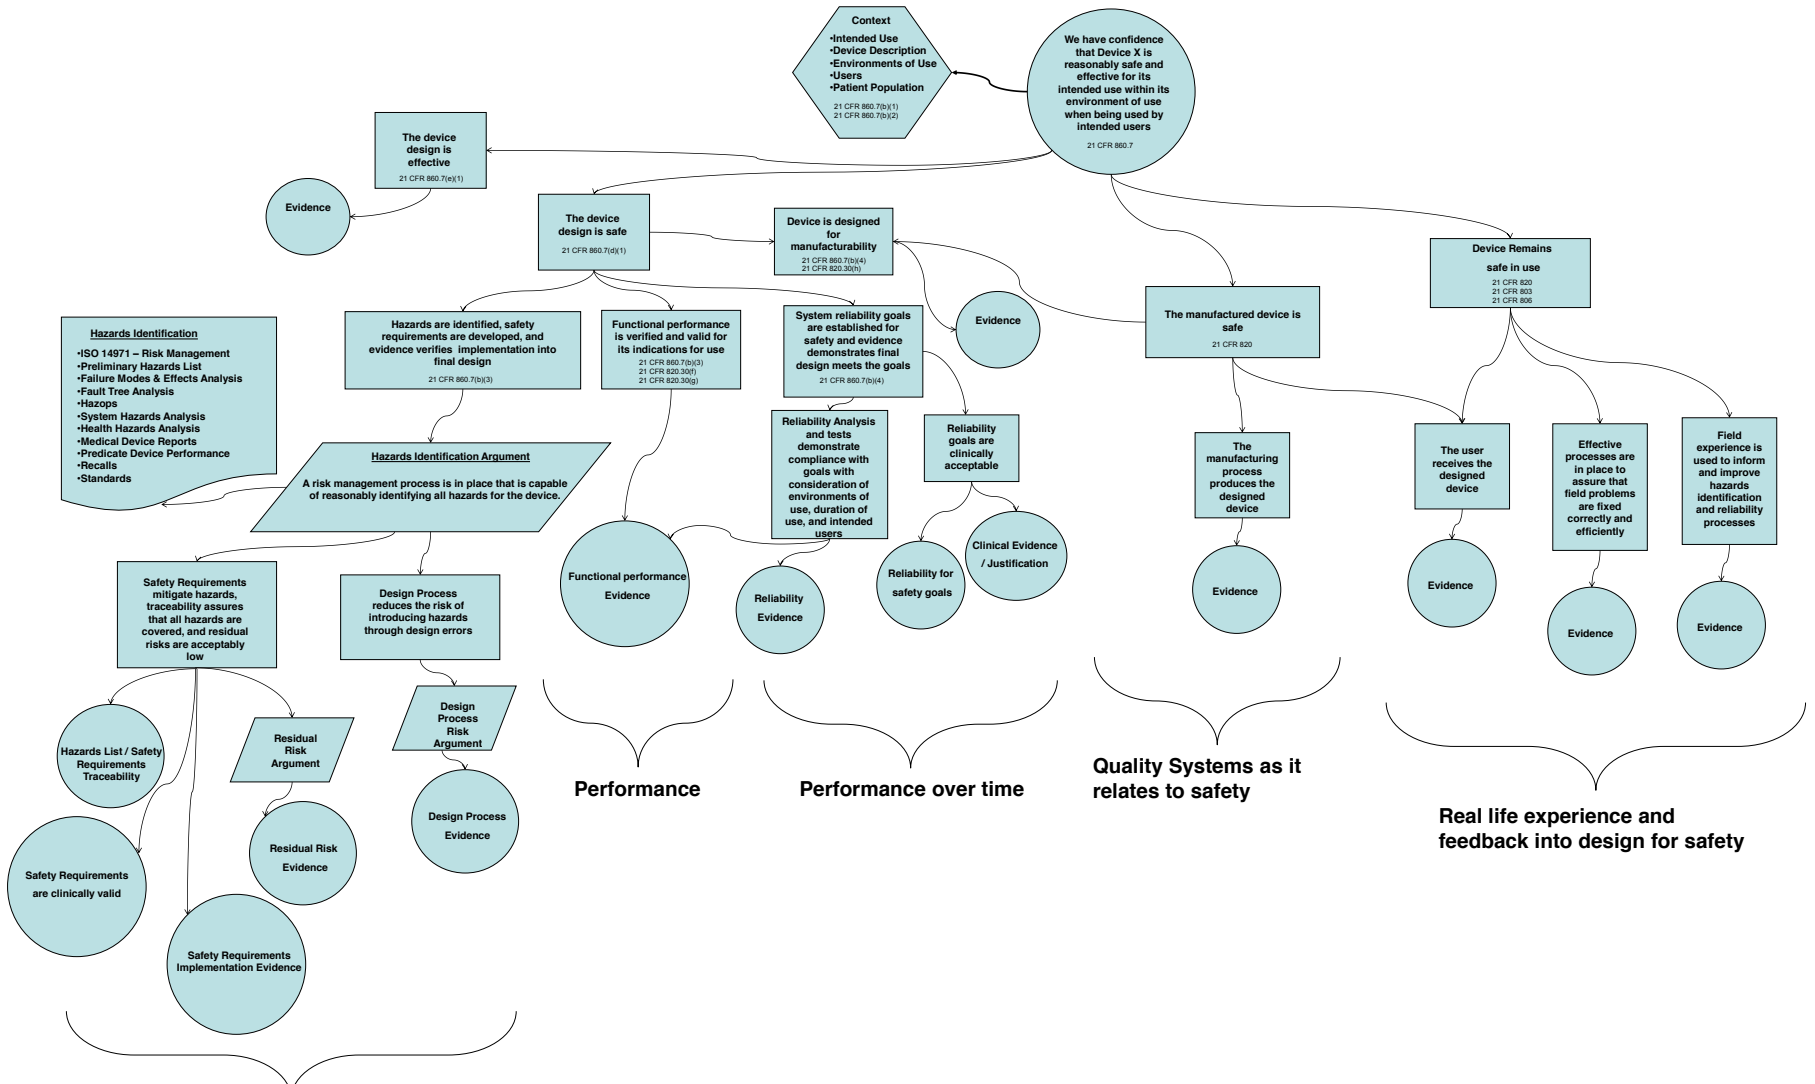 Context
•Intended Use
•Device Description
•Environments of Use
•Users
•Patient Population
21 CFR 860.7(b)(1)
21 CFR 860.7(b)(2)
We have confidence
that Device X is
reasonably safe and
effective for its
intended use within its
environment of use
when being used by
intended users
21 CFR 860.7
The device
design is
effective
21 CFR 860.7(e)(1)
Evidence
The device
design is safe
21 CFR 860.7(d)(1)
Device is designed
for
manufacturability
21 CFR 860.7(b)(4)
21 CFR 820.30(h)
Evidence
Device Remains
safe in use
21 CFR 820
21 CFR 803
21 CFR 806
The manufactured device is
safe
21 CFR 820
Hazards Identification
•ISO 14971 – Risk Management
•Preliminary Hazards List
•Failure Modes & Effects Analysis
•Fault Tree Analysis
•Hazops
•System Hazards Analysis
•Health Hazards Analysis
•Medical Device Reports
•Predicate Device Performance
•Recalls
•Standards
Hazards are identified, safety
requirements are developed, and
evidence verifies implementation into
final design
21 CFR 860.7(b)(3)
Functional performance
is verified and valid for
its indications for use
21 CFR 860.7(b)(3)
21 CFR 820.30(f)
21 CFR 820.30(g)
System reliability goals
are established for
safety and evidence
demonstrates final
design meets the goals
21 CFR 860.7(b)(4)
Hazards Identification Argument
A risk management process is in place that is capable
of reasonably identifying all hazards for the device.
Reliability Analysis
and tests
demonstrate
compliance with
goals with
consideration of
environments of
use, duration of
use, and intended
users
Reliability
goals are
clinically
acceptable
The
manufacturing
process
produces the
designed
device
The user
receives the
designed
device
Effective
processes are
in place to
assure that
field problems
are fixed
correctly and
efficiently
Field
experience is
used to inform
and improve
hazards
identification
and reliability
processes
Safety Requirements
mitigate hazards,
traceability assures
that all hazards are
covered, and residual
risks are acceptably
low
Design Process
reduces the risk of
introducing hazards
through design errors
Functional performance
Evidence
Reliability
Evidence
Reliability for
safety goals
Clinical Evidence
/ Justification
Evidence
Evidence
Evidence
Evidence
Hazards List / Safety
Requirements
Traceability
Residual
Risk
Argument
Design
Process
Risk
Argument
Safety Requirements
are clinically valid
Residual Risk
Evidence
Design Process
Evidence
Safety Requirements
Implementation Evidence
Performance
Performance over time
Quality Systems as it
relates to safety
Real life experience and
feedback into design for safety